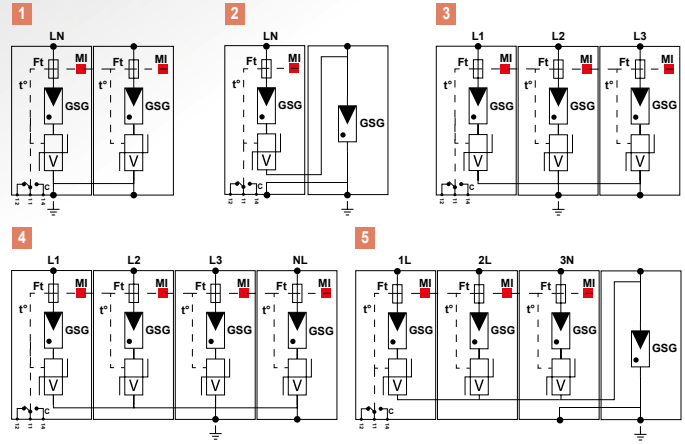 1
LN
Ft MI MI
t°
GSG GSG
V V
C
12 11 14
2
LN
Ft MI
t°
GSG GSG
V
C
12 11 14
3
L1 L2 L3
Ft MI Ft MI Ft MI
t° t° t°
GSG GSG GSG
V V V
C
12 11 14
4
L1 L2 L3 NL
Ft MI Ft MI Ft MI Ft MI
t° t° t° t°
GSG GSG GSG GSG
V V V V
C
12 11 14
5
1L 2L 3N
Ft MI Ft MI Ft MI
t° t° t°
GSG GSG GSG GSG
V V V
C
12 11 14